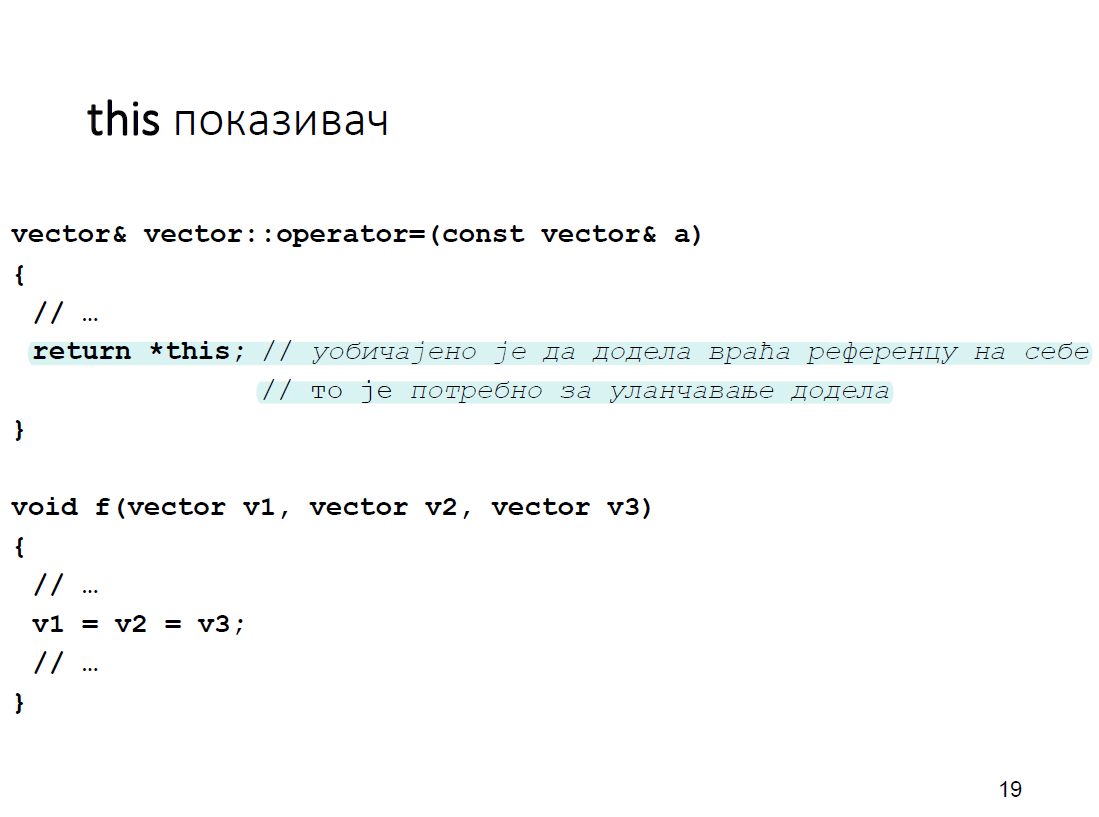 this показивач
vector& vector::operator=(const vector& a)
{
// …
return *this; // уобичајено је да додела враћа референцу на себе
// то је потребно за уланчавање додела
}
void f(vector v1, vector v2, vector v3)
{
// …
v1 = v2 = v3;
// …
}
19